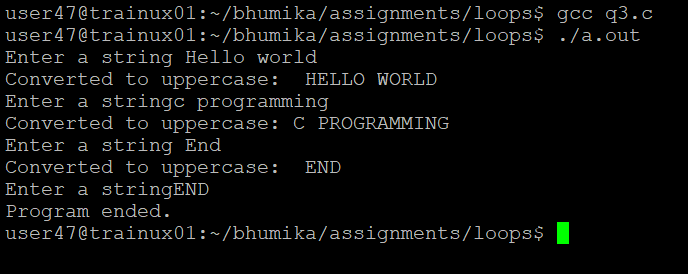 user47@trainux01:~/bhumika/assignments/loops$ gcc q3.c
user47@trainux01:~/bhumika/assignments/loops$ ./a.out
Enter a string Hello world
Converted to uppercase:  HELLO WORLD
Enter a stringc programming
Converted to uppercase: C PROGRAMMING
Enter a string End
Converted to uppercase:  END
Enter a stringEND
Program ended.
user47@trainux01:~/bhumika/assignments/loops$